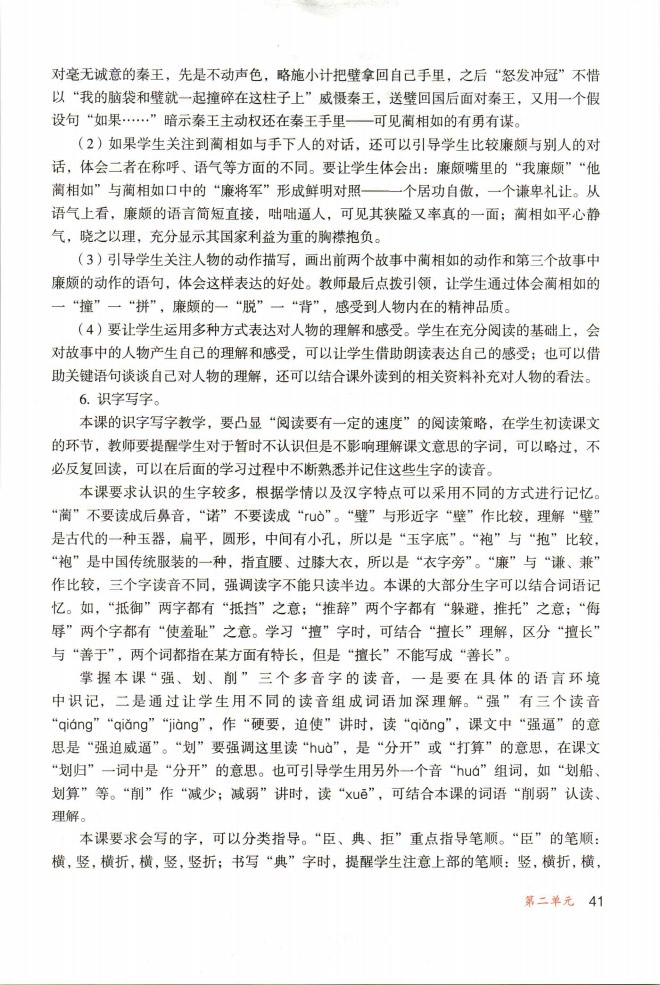 对毫无诚意的秦王，先是不动声色，略施小计把璧拿回自己手里，之后“怒发冲冠”不惜
以“我的脑袋和璧就一起撞碎在这柱子上”威慑秦王，送璧回国后面对秦王，又用一个假
设句“如果……”暗示秦王主动权还在秦王手里——可见蔺相如的有勇有谋。
（2）如果学生关注到蔺相如与手下人的对话，还可以引导学生比较廉颇与别人的对
话，体会二者在称呼、语气等方面的不同。要让学生体会出：廉颇嘴里的“我廉颇”“他
蔺相如”与蔺相如口中的“廉将军”形成鲜明对照——一个居功自傲，一个谦卑礼让。从
语气上看，廉颇的语言简短直接，咄咄逼人，可见其狭隘又率真的一面；蔺相如平心静
气，晓之以理，充分显示其国家利益为重的胸襟抱负。
（3）引导学生关注人物的动作描写，画出前两个故事中蔺相如的动作和第三个故事中
廉颇的动作的语句，体会这样表达的好处。教师最后点拨引领，让学生通过体会蔺相如的
一“撞”一“拼”，廉颇的一“脱”一“背”，感受到人物内在的精神品质。
（4）要让学生运用多种方式表达对人物的理解和感受。学生在充分阅读的基础上，会
对故事中的人物产生自己的理解和感受，可以让学生借助朗读表达自己的感受；也可以借
助关键语句谈谈自己对人物的理解，还可以结合课外读到的相关资料补充对人物的看法。
6. 识字写字。
本课的识字写字教学，要凸显“阅读要有一定的速度”的阅读策略，在学生初读课文
的环节，教师要提醒学生对于暂时不认识但是不影响理解课文意思的字词，可以略过，不
必反复回读，可以在后面的学习过程中不断熟悉并记住这些生字的读音。
本课要求认识的生字较多，根据学情以及汉字特点可以采用不同的方式进行记忆。
“蔺”不要读成后鼻音，“诺”不要读成“ruò”。“璧”与形近字“壁”作比较，理解“璧”
是古代的一种玉器，扁平，圆形，中间有小孔，所以是“玉字底”。“袍”与“抱”比较，
“袍”是中国传统服装的一种，指直腰、过膝大衣，所以是“衣字旁”。“廉”与“谦、兼”
作比较，三个字读音不同，强调读字不能只读半边。本课的大部分生字可以结合词语记
忆。如，“抵御”两字都有“抵挡”之意；“推辞”两个字都有“躲避，推托”之意；“侮
辱”两个字都有“使羞耻”之意。学习“擅”字时，可结合“擅长”理解，区分“擅长”
与“善于”，两个词都指在某方面有特长，但是“擅长”不能写成“善长”。
掌握本课“强、划、削”三个多音字的读音，一是要在具体的语言环境
中识记，二是通过让学生用不同的读音组成词语加深理解。“强”有三个读音
“qiáng”“qiǎng”“jiàng”，作“硬要，迫使”讲时，读“qiǎng”，课文中“强逼”的意
思是“强迫威逼”。“划”要强调这里读“huà”，是“分开”或“打算”的意思，在课文
“划归”一词中是“分开”的意思。也可引导学生用另外一个音“huá”组词，如“划船、
划算”等。“削”作“减少；减弱”讲时，读“xuē”，可结合本课的词语“削弱”认读、
理解。
本课要求会写的字，可以分类指导。“臣、典、拒”重点指导笔顺。“臣”的笔顺：
横，竖，横折，横，竖，竖折；书写“典”字时，提醒学生注意上部的笔顺：竖，横折，横，
第二单元 41